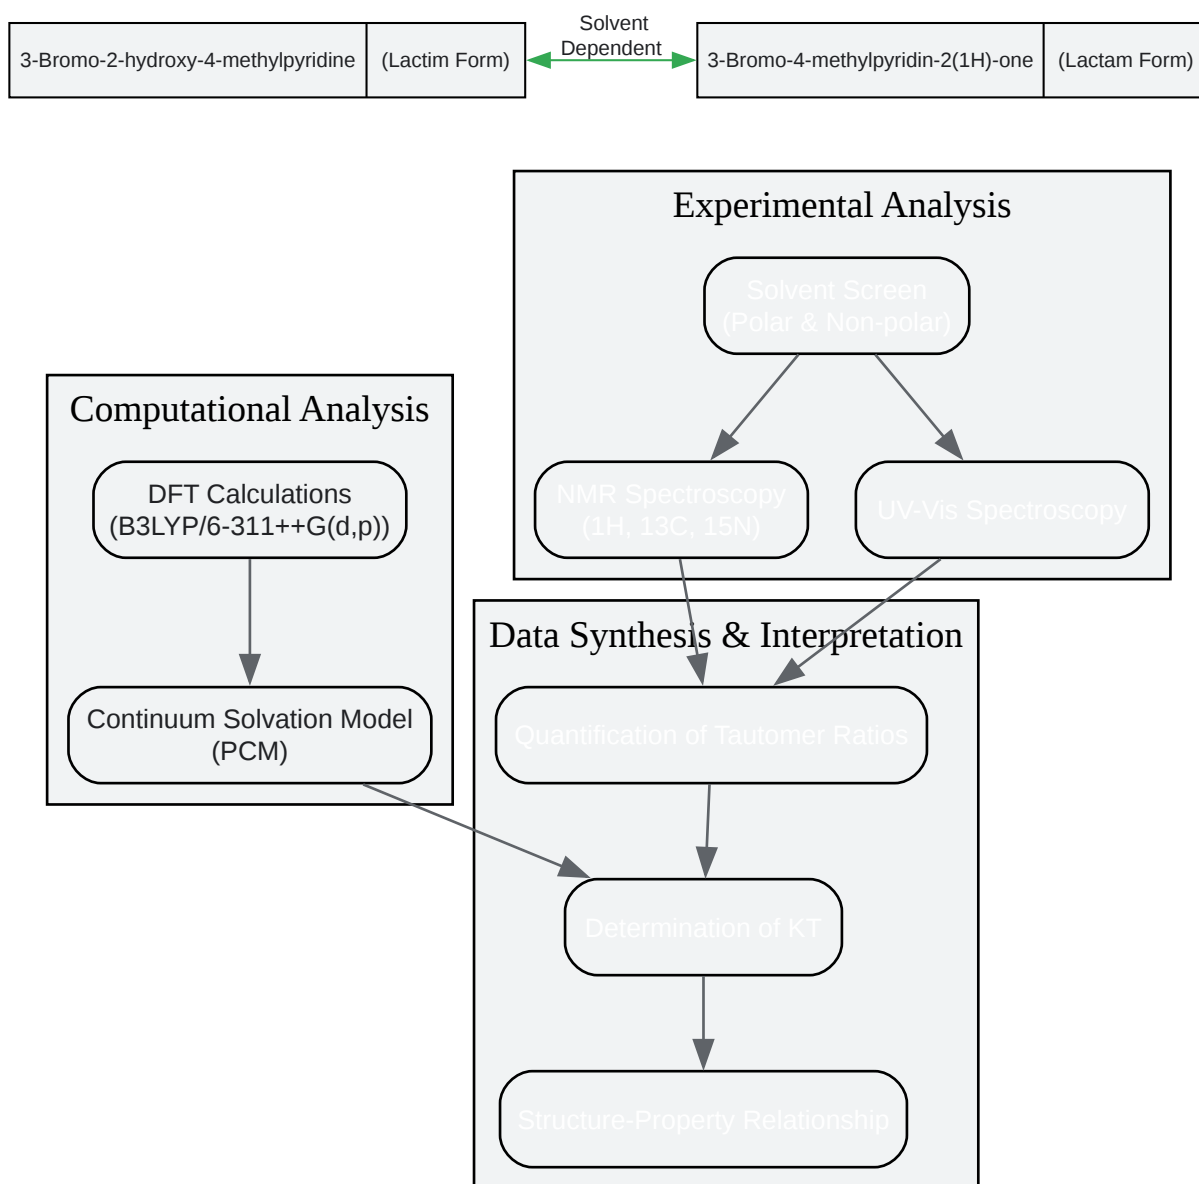 3-Bromo-2-hydroxy-4-methylpyridine
(Lactim Form)
Solvent
Dependent
3-Bromo-4-methylpyridin-2(1H)-one
(Lactam Form)
Experimental Analysis
Solvent Screen
(Polar & Non-polar)
Computational Analysis
DFT Calculations
(B3LYP/6-311++G(d,p))
NMR Spectroscopy
(1H, 13C, 15N)
UV-Vis Spectroscopy
Data Synthesis & Interpretation
Continuum Solvation Model
(PCM)
Quantification of Tautomer Ratios
Determination of KT
Structure-Property Relationship